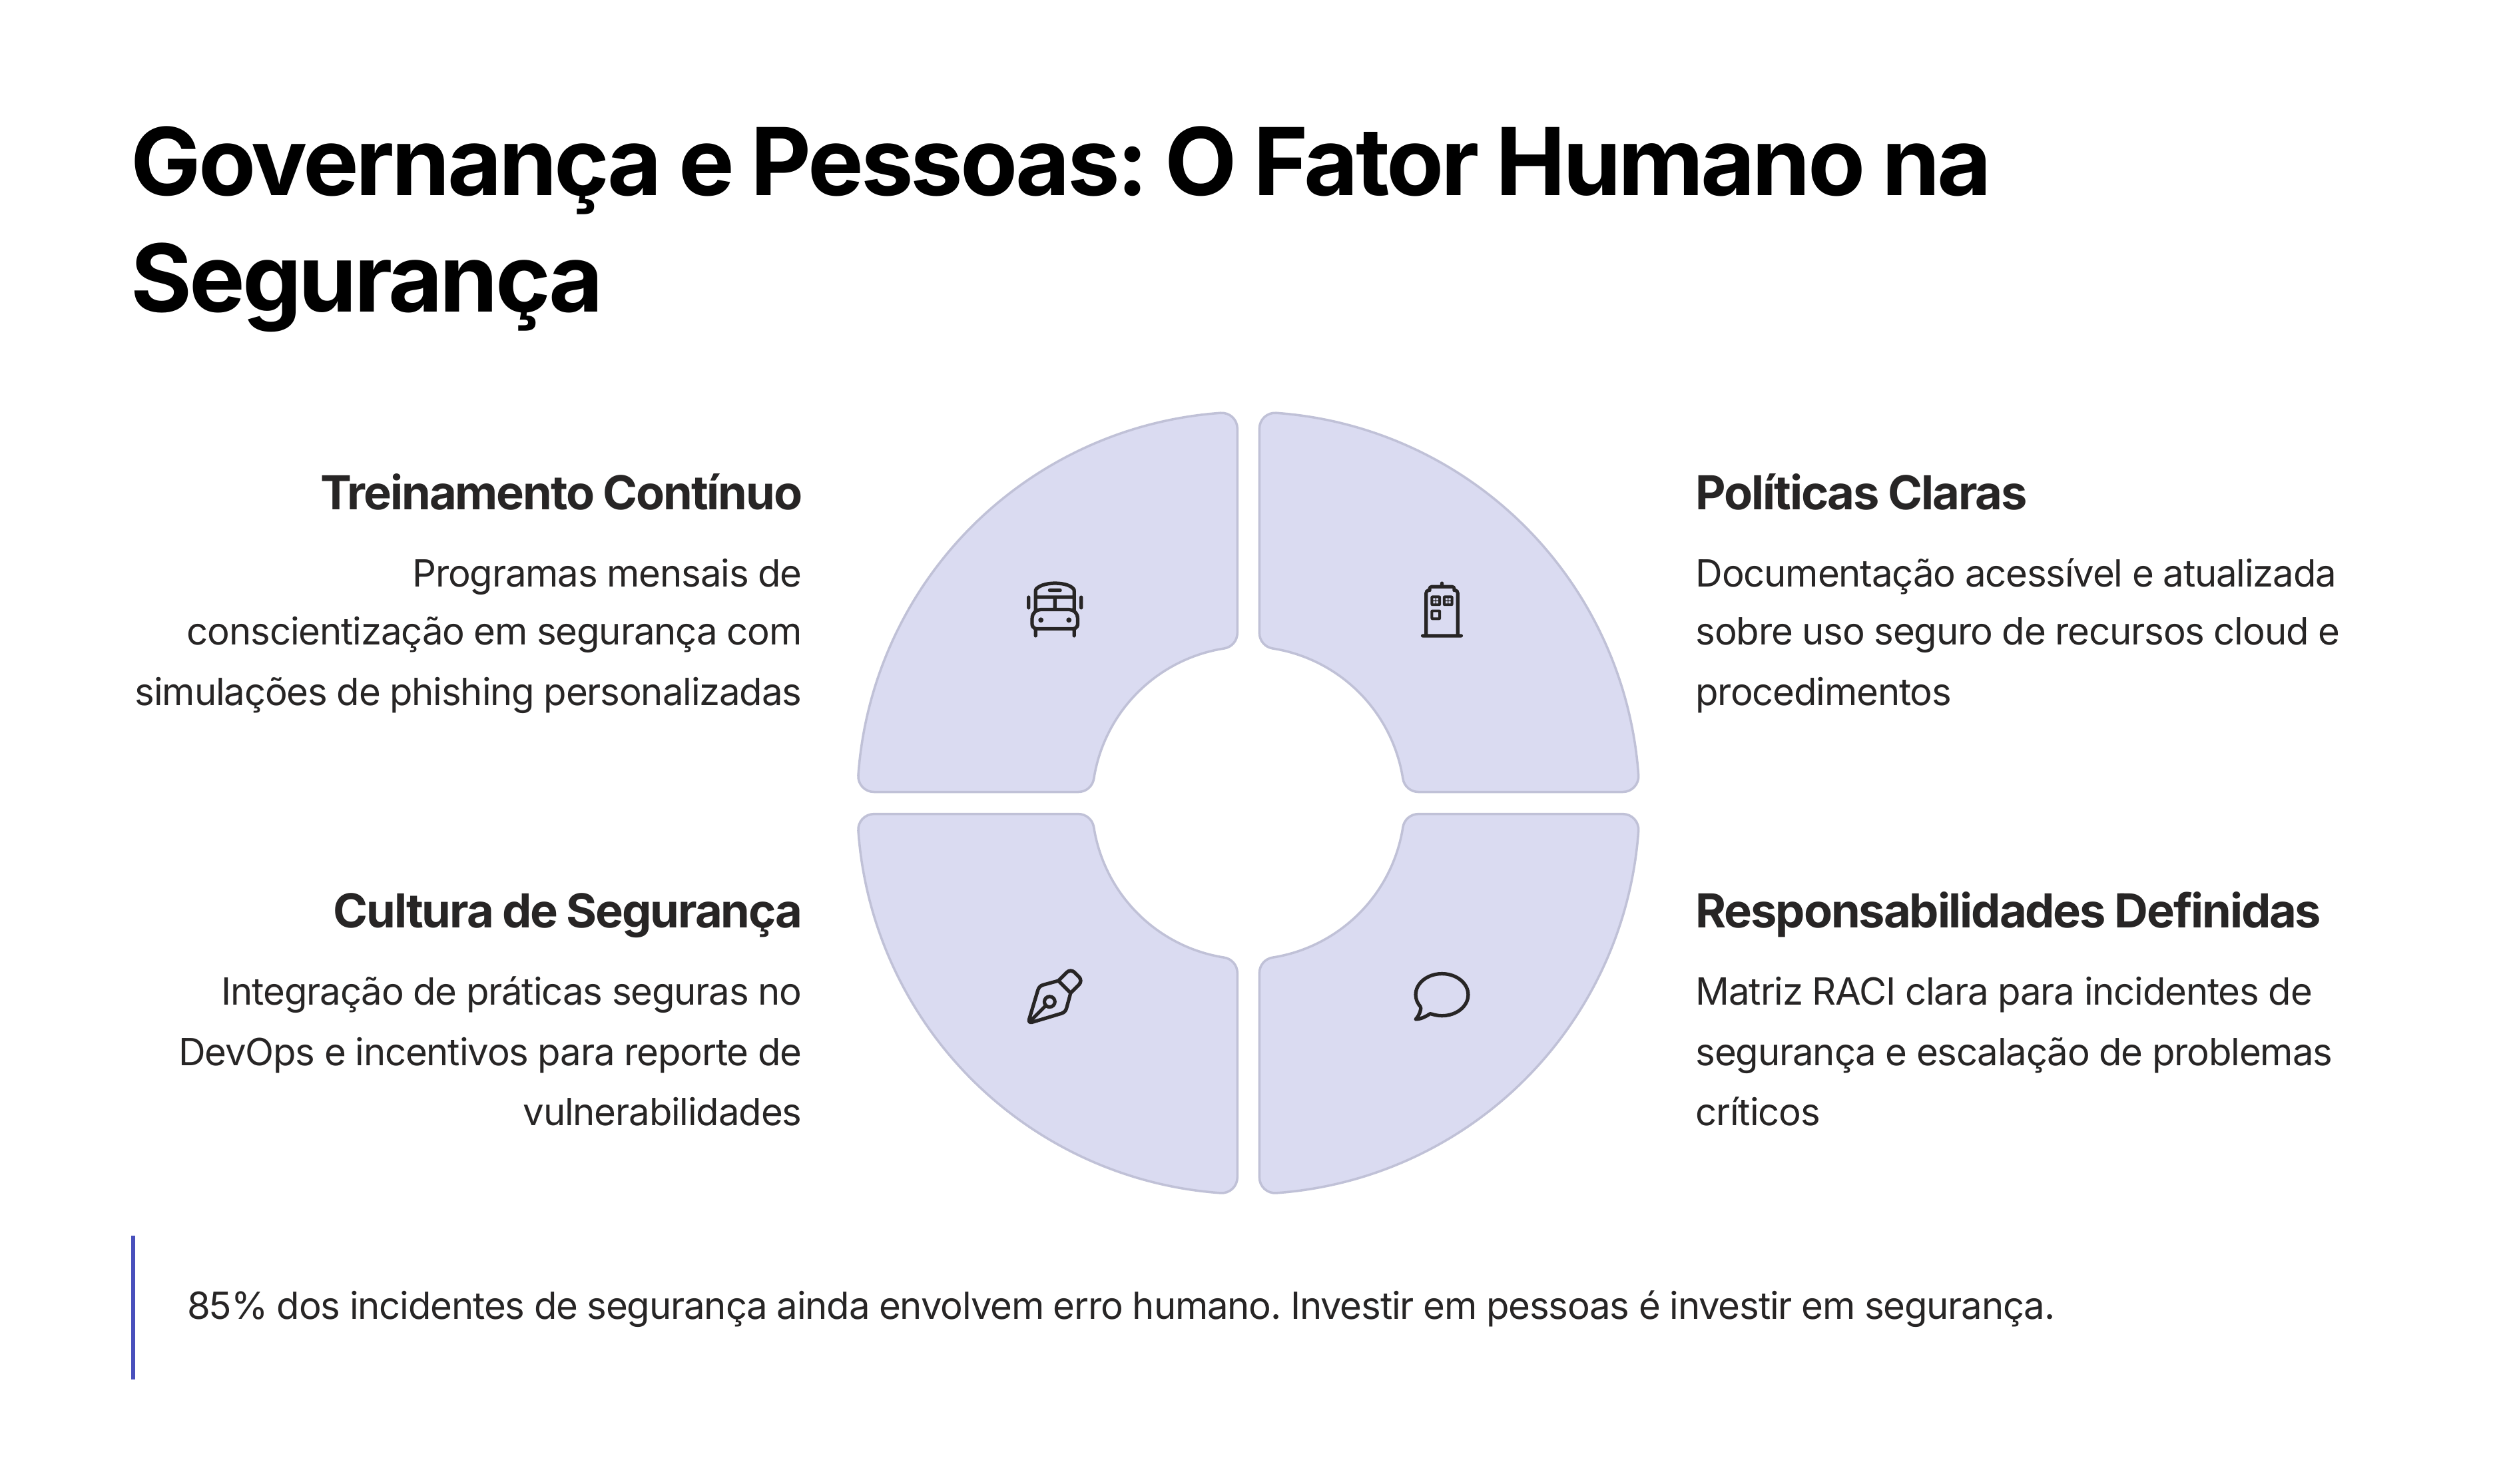 Governança e Pessoas: O Fator Humano na
Segurança
Treinamento Contínuo
Programas mensais de
conscientização em segurança com
simulações de phishing personalizadas
Políticas Claras
Documentação acessível e atualizada
sobre uso seguro de recursos cloud e
procedimentos
Cultura de Segurança
Integração de práticas seguras no
DevOps e incentivos para reporte de
vulnerabilidades
Responsabilidades Definidas
Matriz RACI clara para incidentes de
segurança e escalação de problemas
críticos
85% dos incidentes de segurança ainda envolvem erro humano. Investir em pessoas é investir em segurança.